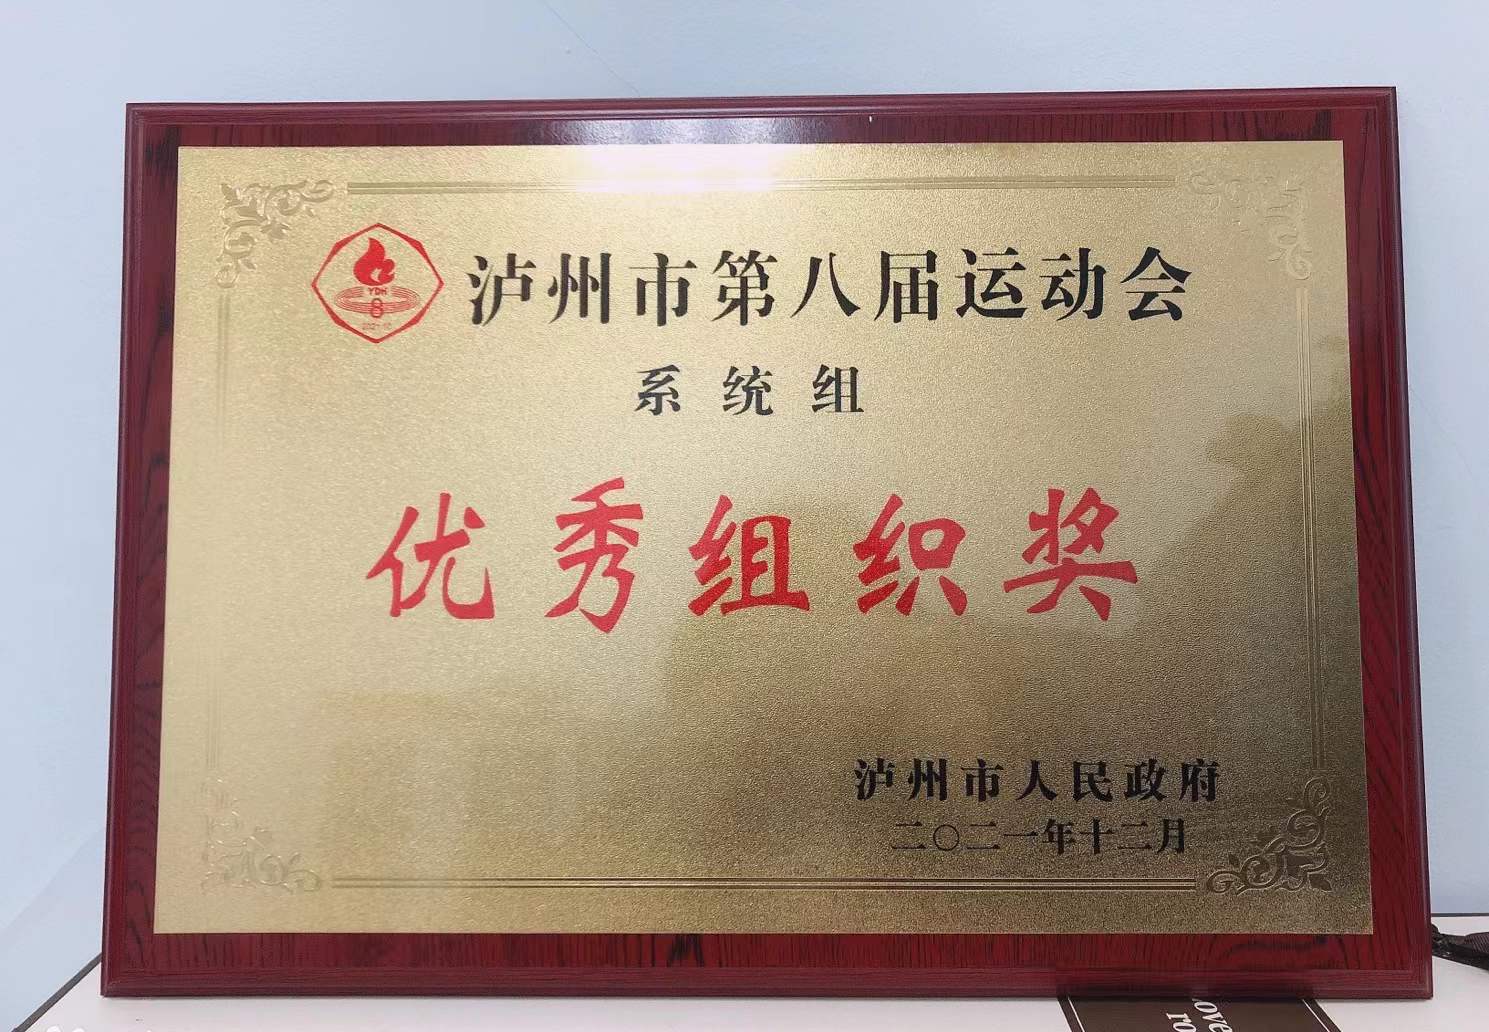 泸州市第八届运动会
YDH
系统组
优秀组织奖
泸州市人民政府
二〇二一年十二月